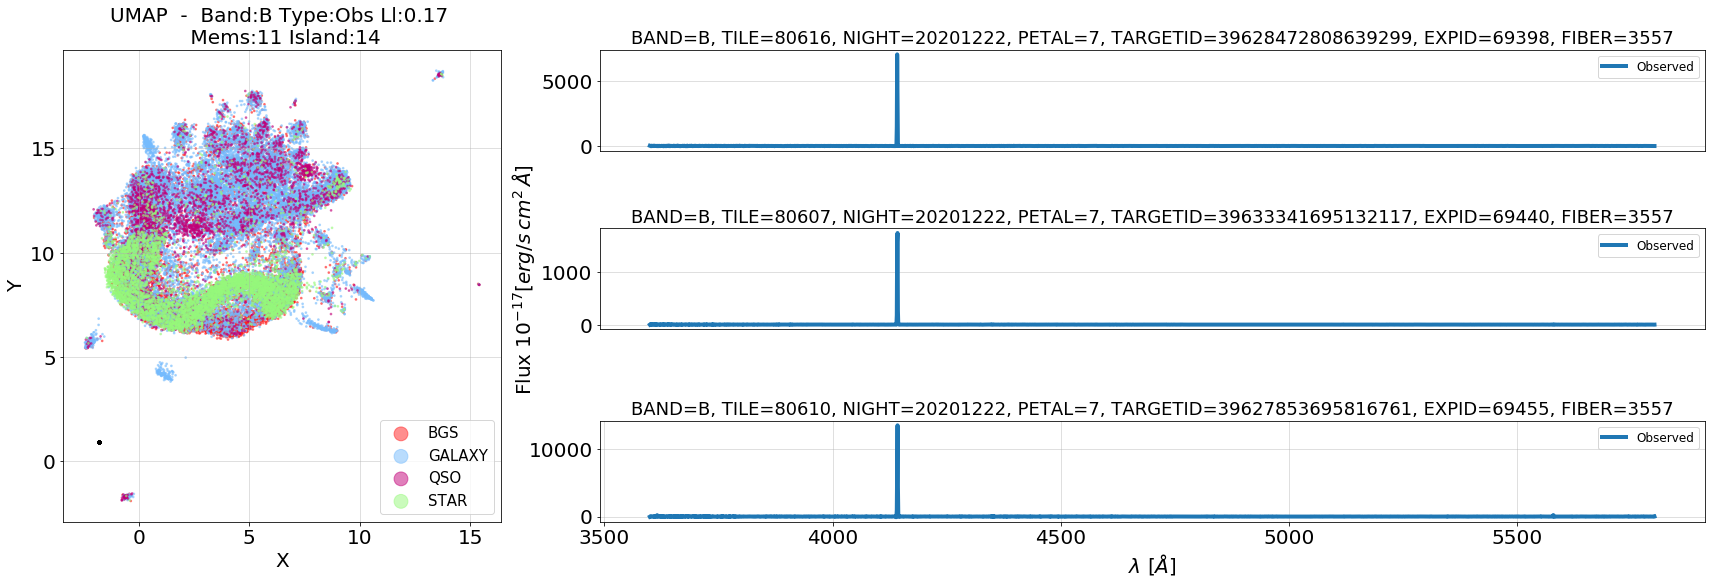 UMAP  -  Band:B Type:Obs Ll:0.17
Mems:11 Island:14
15
10
5
0
Y
0
5
10
15
X
BGS
GALAXY
QSO
STAR
Flux 10⁻¹⁷[erg/s cm² Å]
BAND=B, TILE=80616, NIGHT=20201222, PETAL=7, TARGETID=39628472808639299, EXPID=69398, FIBER=3557
5000
0
Observed
BAND=B, TILE=80607, NIGHT=20201222, PETAL=7, TARGETID=39633341695132117, EXPID=69440, FIBER=3557
1000
0
Observed
BAND=B, TILE=80610, NIGHT=20201222, PETAL=7, TARGETID=39627853695816761, EXPID=69455, FIBER=3557
10000
0
Observed
3500
4000
4500
5000
5500
λ [Å]